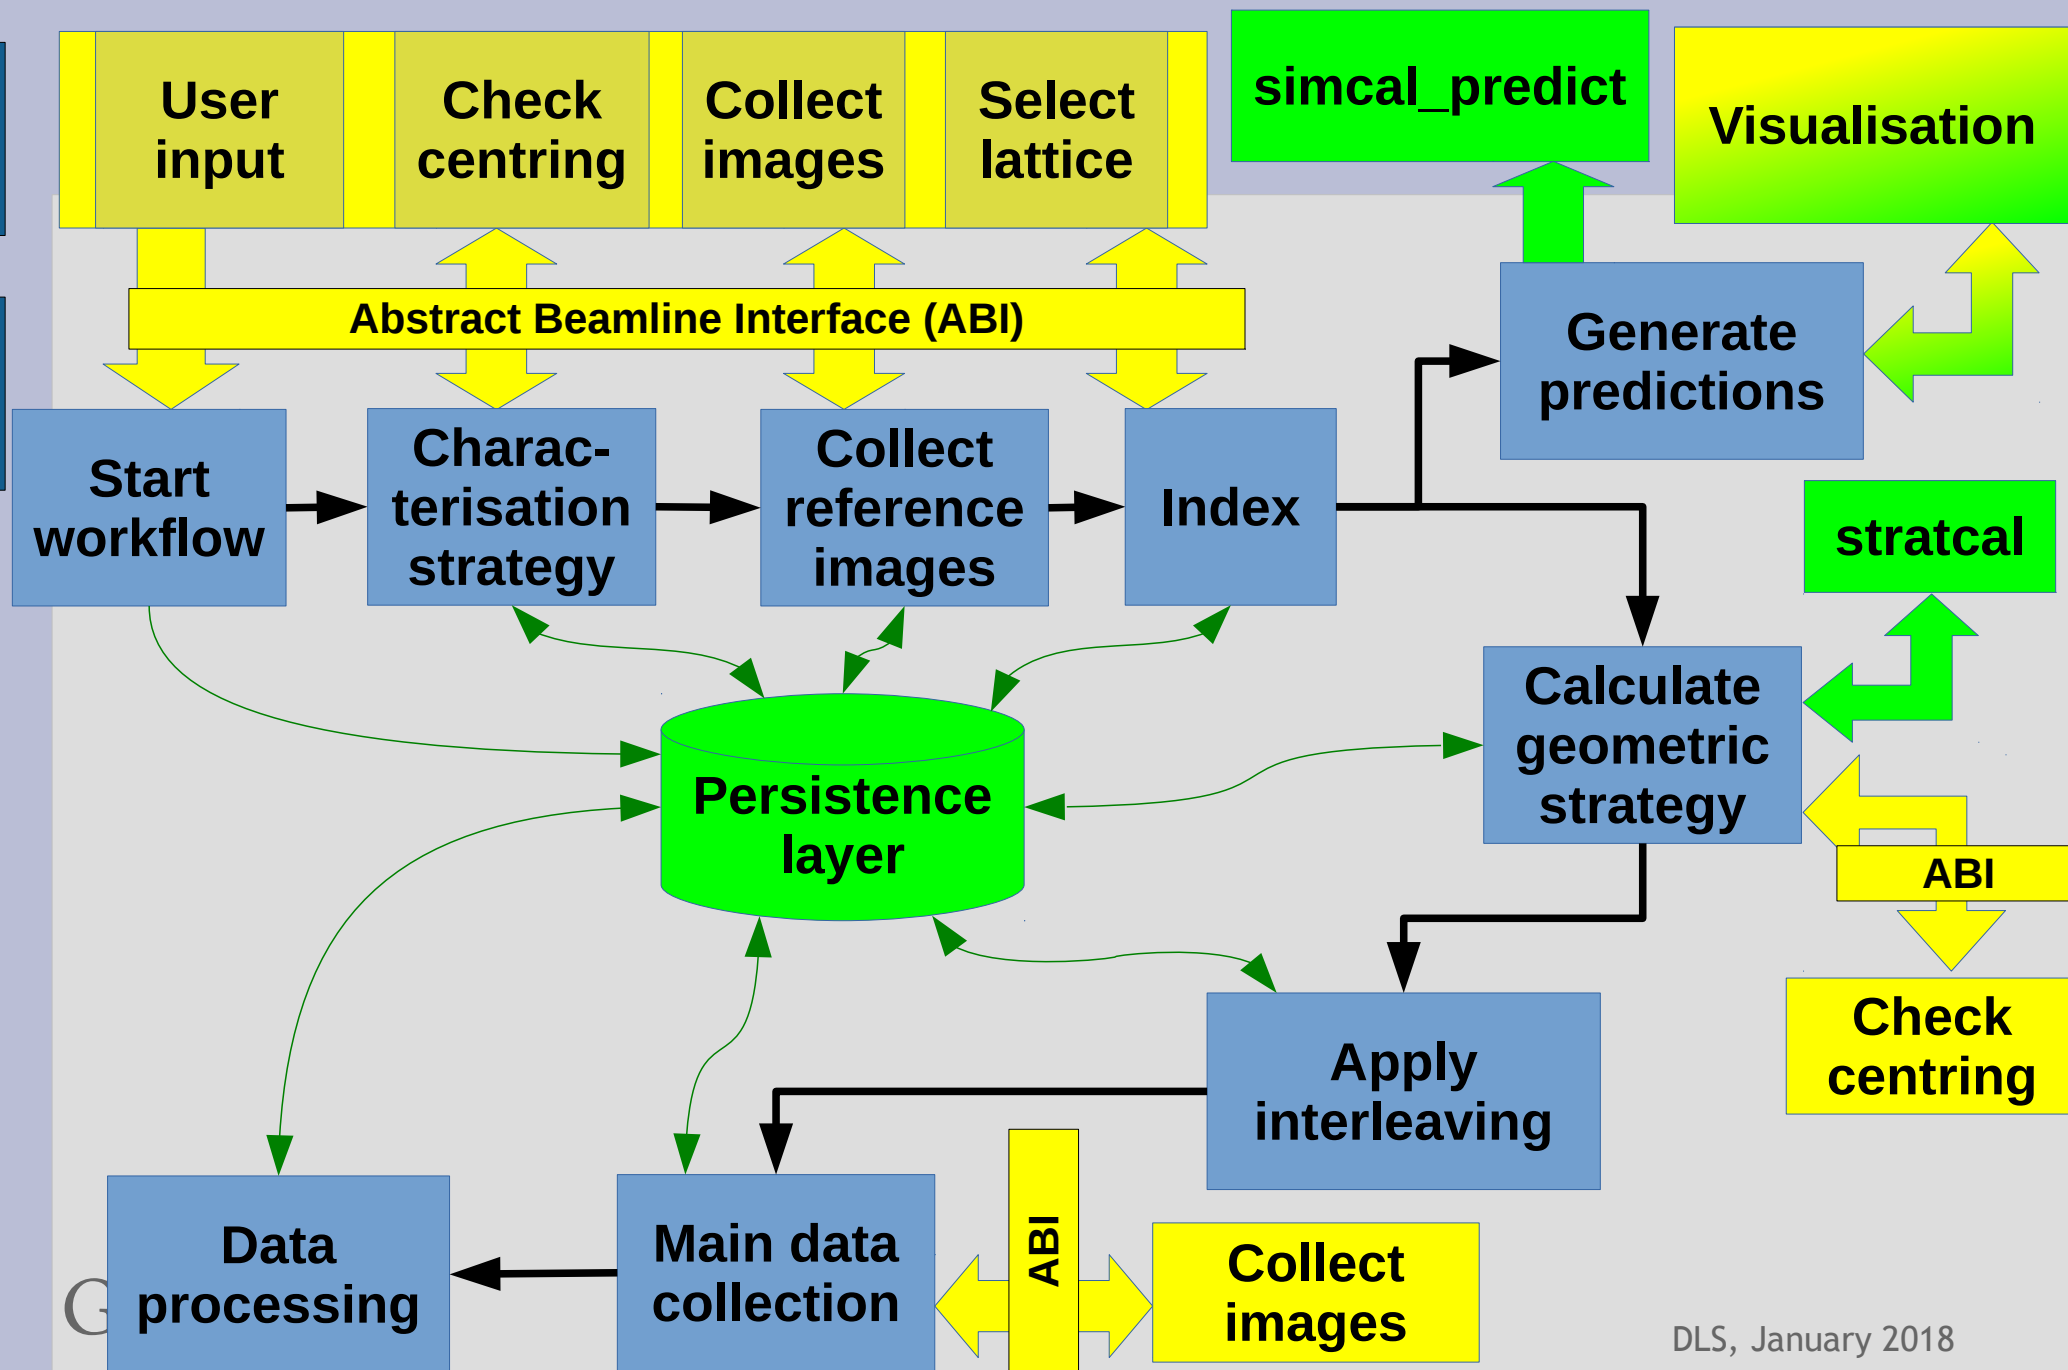 User
input
Check
centring
Collect
images
Select
lattice
simcal_predict
Visualisation
Abstract Beamline Interface (ABI)
Generate
predictions
Start
workflow
Charac-
terisation
strategy
Collect
reference
images
Index
stratcal
Calculate
geometric
strategy
Persistence
layer
ABI
Check
centring
Apply
interleaving
Data
processing
Main data
collection
ABI
Collect
images
G
DLS, January 2018